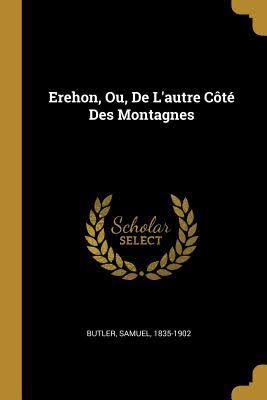 Erehon, Ou, De L'autre Côté
Des Montagnes
Scholar
SELECT
BUTLER, SAMUEL, 1835-1902